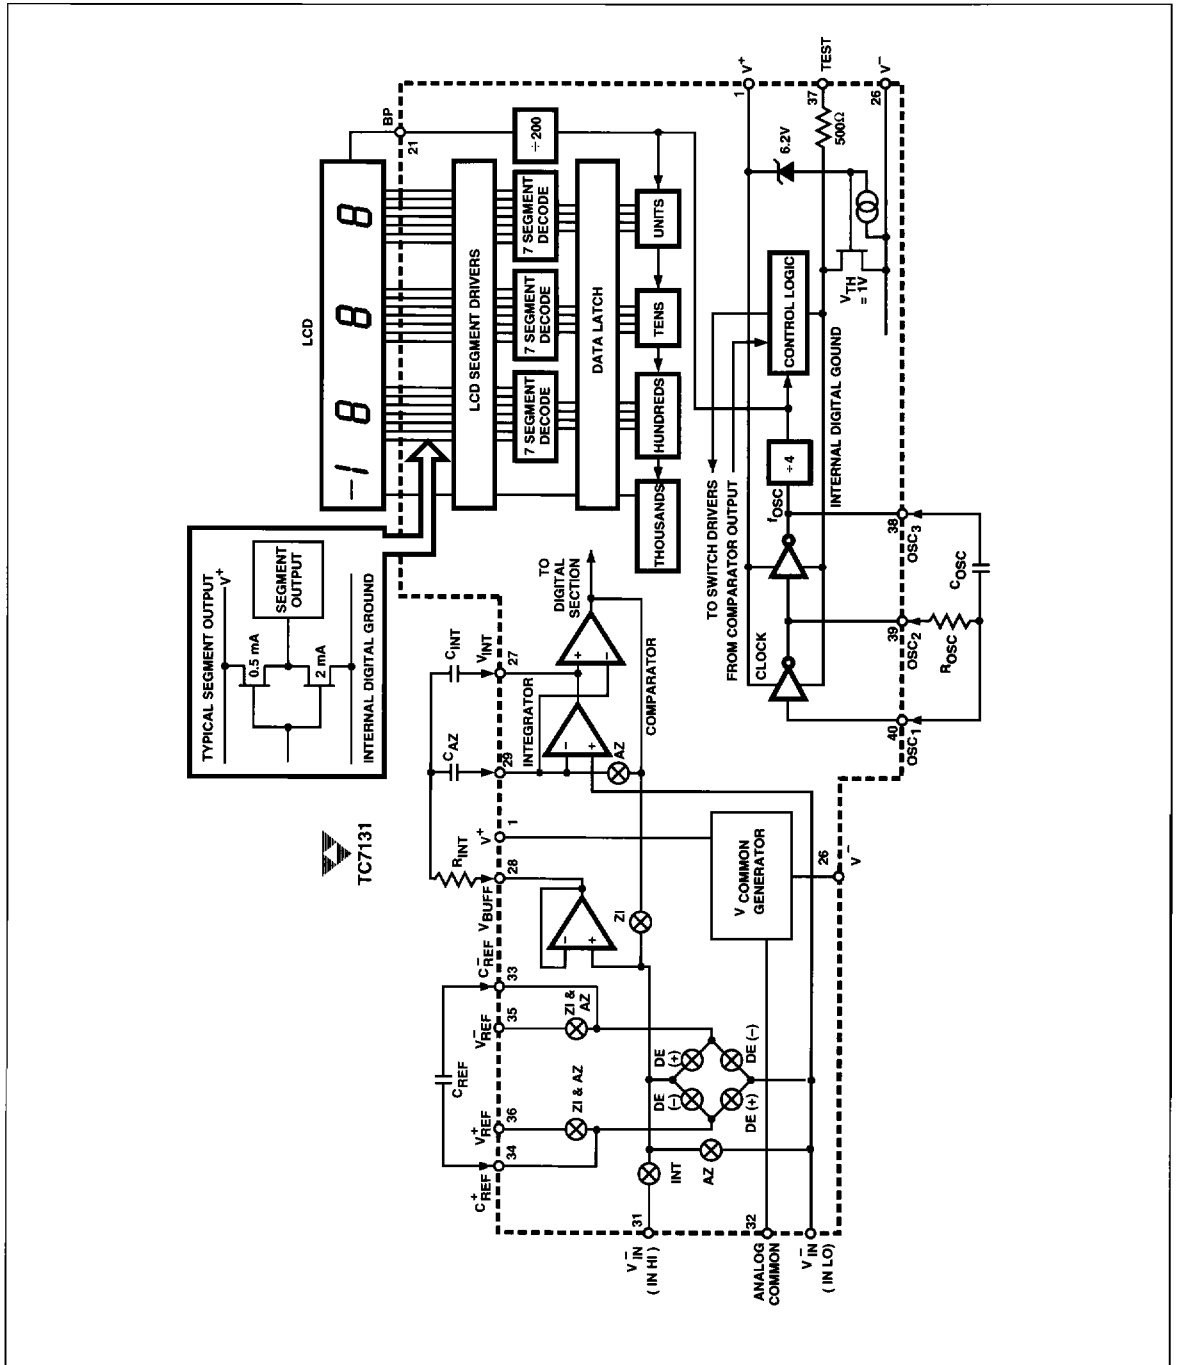 TYPICAL SEGMENT OUTPUT
V+
0.5 mA
SEGMENT
OUTPUT
2 mA
INTERNAL DIGITAL GROUND
TC7131
LCD
-1 8 8 8
BP
21
LCD SEGMENT DRIVERS
7 SEGMENT
DECODE
7 SEGMENT
DECODE
7 SEGMENT
DECODE
÷200
DATA LATCH
THOUSANDS
HUNDREDS
TENS
UNITS
TO SWITCH DRIVERS
FROM COMPARATOR OUTPUT
CLOCK
fOSC
÷4
CONTROL LOGIC
INTERNAL DIGITAL GOUND
VTH
= 1V
6.2V
500Ω
1
V+
37
TEST
26
V−
40
OSC1
39
OSC2
38
OSC3
ROSC
COSC
CREF
RINT
CAZ
CINT
C+REF
34
V+REF
36
V−REF
35
C−REF
33
VBUFF
28
V+
1
29
INTEGRATOR
VINT
27
TO
DIGITAL
SECTION
ZI & AZ
ZI &
AZ
− +
− +
+ −
AZ
COMPARATOR
ZI
31
V−IN
( IN HI )
INT
AZ
DE
(−)
DE
(+)
DE (+)
DE (−)
32
ANALOG
COMMON
V COMMON
GENERATOR
26
V−
V−IN
( IN LO)